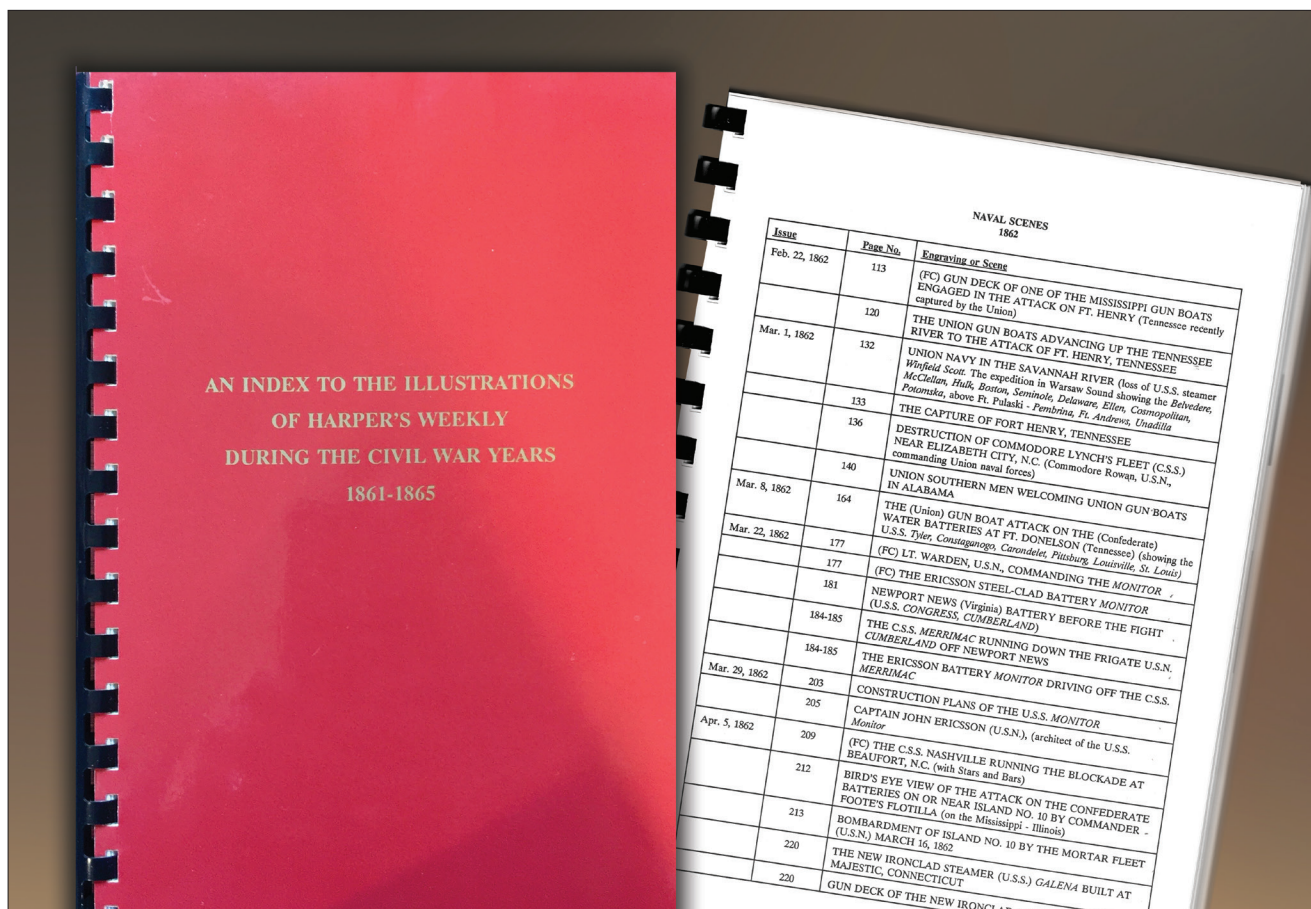 AN INDEX TO THE ILLUSTRATIONS
OF HARPER'S WEEKLY
DURING THE CIVIL WAR YEARS
1861-1865
NAVAL SCENES
1862
Issue Page No. Engraving or Scene
Feb. 22, 1862 113 (FC) GUN DECK OF ONE OF THE MISSISSIPPI GUN BOATS
ENGAGED IN THE ATTACK ON FT. HENRY (Tennessee recently
captured by the Union)
120 THE UNION GUN BOATS ADVANCING UP THE TENNESSEE
RIVER TO THE ATTACK OF FT. HENRY, TENNESSEE
Mar. 1, 1862 132 UNION NAVY IN THE SAVANNAH RIVER (loss of U.S.S. steamer
Winfield Scott. The expedition in Warsaw Sound showing the Belvedere,
McClellan, Hulk, Boston, Seminole, Delaware, Ellen, Cosmopolitan,
Potomska, above Ft. Pulaski - Pembrina, Ft. Andrews, Unadilla
133 THE CAPTURE OF FORT HENRY, TENNESSEE
136 DESTRUCTION OF COMMODORE LYNCH'S FLEET (C.S.S.)
NEAR ELIZABETH CITY, N.C. (Commodore Rowan, U.S.N.,
commanding Union naval forces)
140 UNION SOUTHERN MEN WELCOMING UNION GUN BOATS
IN ALABAMA
Mar. 8, 1862 164 THE (Union) GUN BOAT ATTACK ON THE (Confederate)
WATER BATTERIES AT FT. DONELSON (Tennessee) (showing the
U.S.S. Tyler, Constaganogo, Carondelet, Pittsburg, Louisville, St. Louis)
Mar. 22, 1862 177 (FC) LT. WARDEN, U.S.N., COMMANDING THE MONITOR
177 (FC) THE ERICSSON STEEL-CLAD BATTERY MONITOR
181 NEWPORT NEWS (Virginia) BATTERY BEFORE THE FIGHT
(U.S.S. CONGRESS, CUMBERLAND)
184-185 THE C.S.S. MERRIMAC RUNNING DOWN THE FRIGATE U.S.N.
CUMBERLAND OFF NEWPORT NEWS
184-185 THE ERICSSON BATTERY MONITOR DRIVING OFF THE C.S.S.
MERRIMAC
Mar. 29, 1862 203 CONSTRUCTION PLANS OF THE U.S.S. MONITOR
205 CAPTAIN JOHN ERICSSON (U.S.N.), (architect of the U.S.S.
Monitor
Apr. 5, 1862 209 (FC) THE C.S.S. NASHVILLE RUNNING THE BLOCKADE AT
BEAUFORT, N.C. (with Stars and Bars)
212 BIRD'S EYE VIEW OF THE ATTACK ON THE CONFEDERATE
BATTERIES ON OR NEAR ISLAND NO. 10 BY COMMANDER
FOOTE'S FLOTILLA (on the Mississippi - Illinois)
213 BOMBARDMENT OF ISLAND NO. 10 BY THE MORTAR FLEET
(U.S.N.) MARCH 16, 1862
220 THE NEW IRONCLAD STEAMER (U.S.S.) GALENA BUILT AT
MAJESTIC, CONNECTICUT
220 GUN DECK OF THE NEW